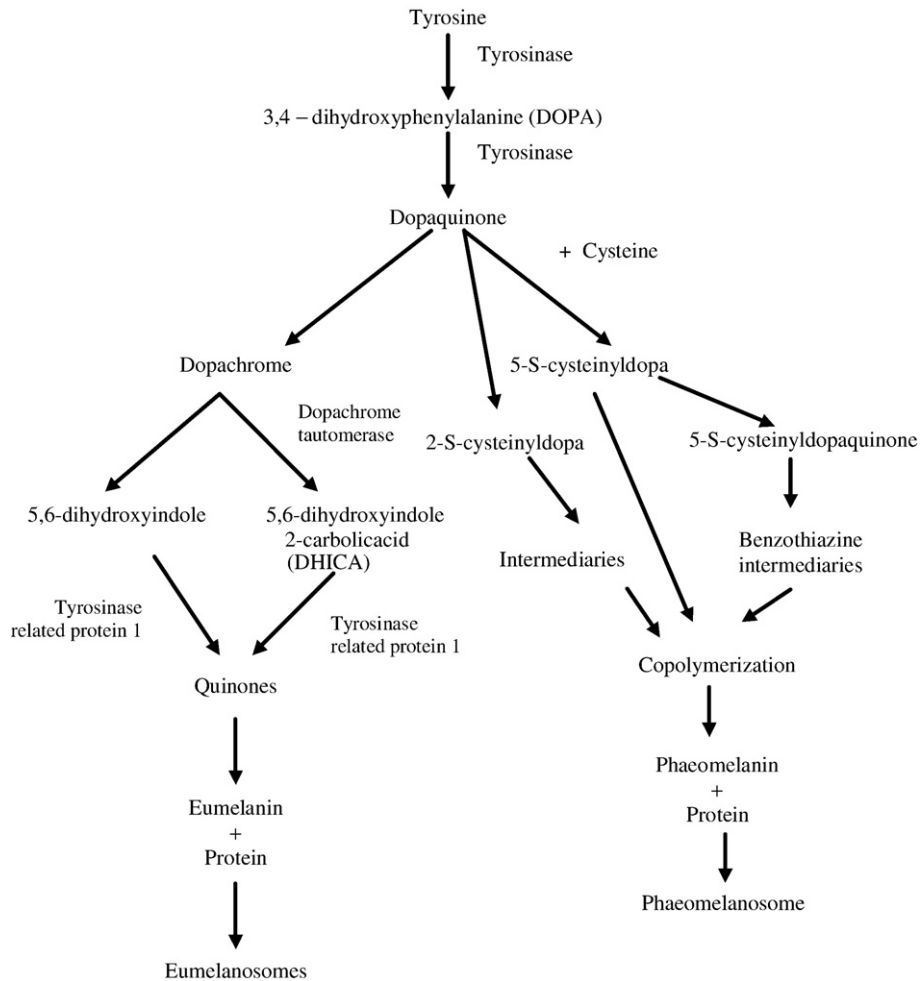 Tyrosine
Tyrosinase
3,4 – dihydroxyphenylalanine (DOPA)
Tyrosinase
Dopaquinone
+ Cysteine
Dopachrome
5-S-cysteinyldopa
Dopachrome
tautomerase
2-S-cysteinyldopa
5-S-cysteinyldopaquinone
5,6-dihydroxyindole
5,6-dihydroxyindole
2-carbolicacid
(DHICA)
Intermediaries
Benzothiazine
intermediaries
Tyrosinase
related protein 1
Tyrosinase
related protein 1
Quinones
Copolymerization
Eumelanin
+
Protein
Phaeomelanin
+
Protein
Eumelanosomes
Phaeomelanosome